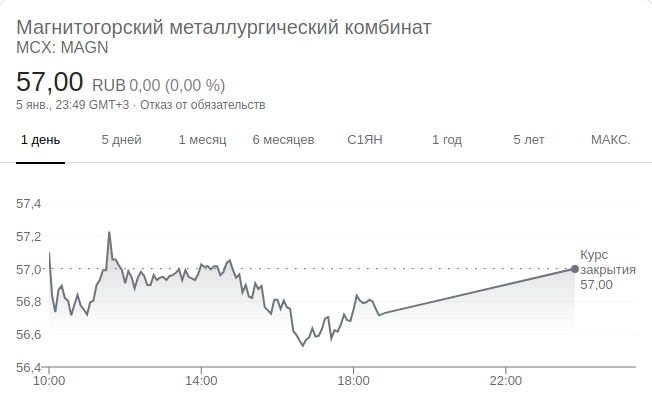 Магнитогорский металлургический комбинат
MCX: MAGN
57,00 RUB 0,00 (0,00 %)
5 янв., 23:49 GMT+3 · Отказ от обязательств
1 день 5 дней 1 месяц 6 месяцев С1ЯН 1 год 5 лет МАКС.
57,4
57,2
57,0
56,8
56,6
56,4
Курс
закрытия
57,00
10:00 14:00 18:00 22:00